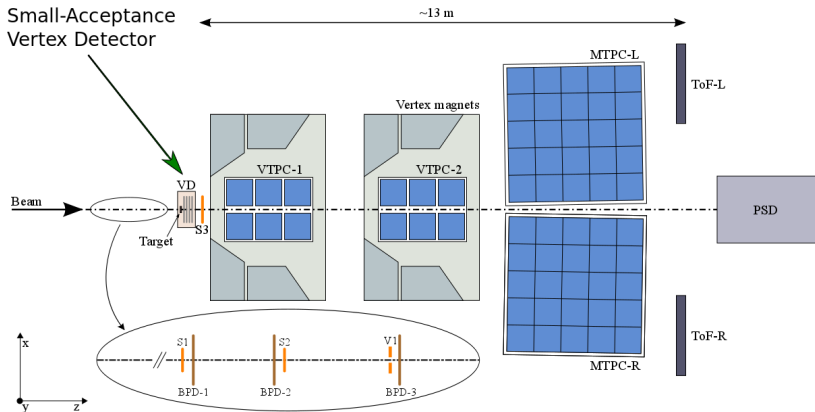 Small-Acceptance
Vertex Detector
~13 m
MTPC-L
ToF-L
Vertex magnets
VTPC-1
VTPC-2
VD
Beam
Target
S3
PSD
S1
S2
V1
BPD-1
BPD-2
BPD-3
MTPC-R
ToF-R
x
y
z